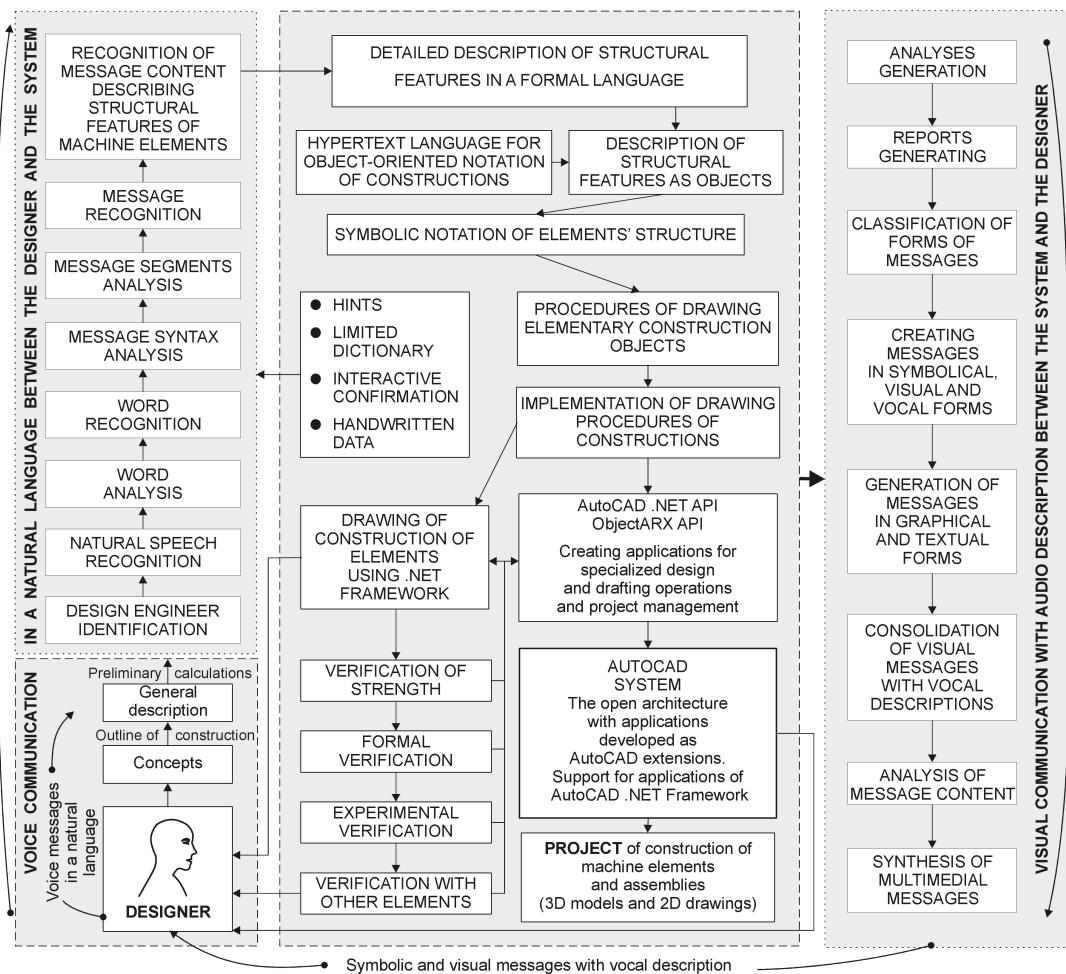 IN A NATURAL LANGUAGE BETWEEN THE DESIGNER AND THE SYSTEM
RECOGNITION OF
MESSAGE CONTENT
DESCRIBING
STRUCTURAL
FEATURES OF
MACHINE ELEMENTS
MESSAGE
RECOGNITION
MESSAGE SEGMENTS
ANALYSIS
MESSAGE SYNTAX
ANALYSIS
WORD
RECOGNITION
WORD
ANALYSIS
NATURAL SPEECH
RECOGNITION
DESIGN ENGINEER
IDENTIFICATION
VOICE COMMUNICATION
Preliminary calculations
General
description
Outline of construction
Concepts
Voice messages
in a natural
language
DESIGNER
DETAILED DESCRIPTION OF STRUCTURAL
FEATURES IN A FORMAL LANGUAGE
HYPERTEXT LANGUAGE FOR
OBJECT-ORIENTED NOTATION
OF CONSTRUCTIONS
DESCRIPTION OF
STRUCTURAL
FEATURES AS OBJECTS
SYMBOLIC NOTATION OF ELEMENTS’ STRUCTURE
● HINTS
● LIMITED
DICTIONARY
● INTERACTIVE
CONFIRMATION
● HANDWRITTEN
DATA
PROCEDURES OF DRAWING
ELEMENTARY CONSTRUCTION
OBJECTS
IMPLEMENTATION OF DRAWING
PROCEDURES OF
CONSTRUCTIONS
DRAWING OF
CONSTRUCTION OF
ELEMENTS
USING .NET
FRAMEWORK
AutoCAD .NET API
ObjectARX API
Creating applications for
specialized design
and drafting operations
and project management
VERIFICATION OF
STRENGTH
FORMAL
VERIFICATION
EXPERIMENTAL
VERIFICATION
VERIFICATION WITH
OTHER ELEMENTS
AUTOCAD
SYSTEM
The open architecture
with applications
developed as
AutoCAD extensions.
Support for applications of
AutoCAD .NET Framework
PROJECT of construction of
machine elements
and assemblies
(3D models and 2D drawings)
ANALYSES
GENERATION
REPORTS
GENERATING
CLASSIFICATION OF
FORMS OF
MESSAGES
CREATING
MESSAGES
IN SYMBOLICAL,
VISUAL AND
VOCAL FORMS
GENERATION OF
MESSAGES
IN GRAPHICAL
AND TEXTUAL
FORMS
CONSOLIDATION
OF VISUAL
MESSAGES
WITH VOCAL
DESCRIPTIONS
ANALYSIS OF
MESSAGE CONTENT
SYNTHESIS OF
MULTIMEDIAL
MESSAGES
VISUAL COMMUNICATION WITH AUDIO DESCRIPTION BETWEEN THE SYSTEM AND THE DESIGNER
Symbolic and visual messages with vocal description